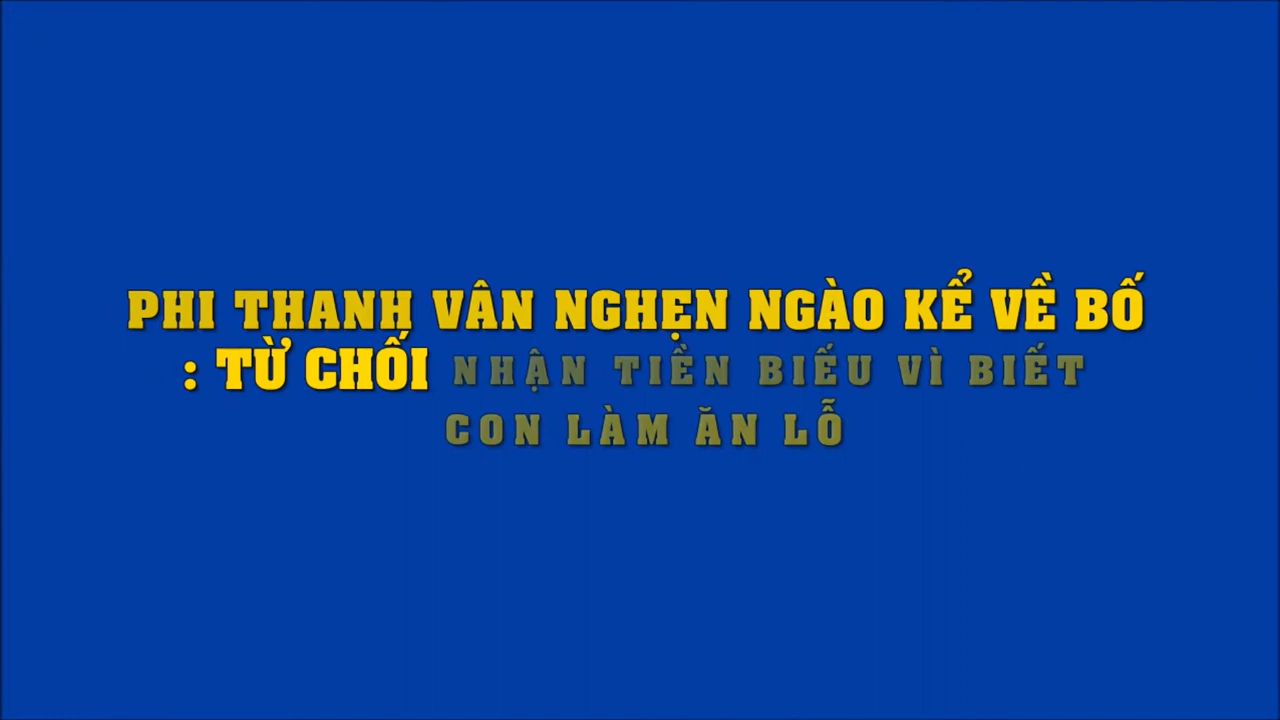 PHI THANH VÂN NGHẸN NGÀO KỂ VỀ BỐ
: TỪ CHỐI NHẬN TIỀN BIẾU VÌ BIẾT
CON LÀM ĂN LỖ